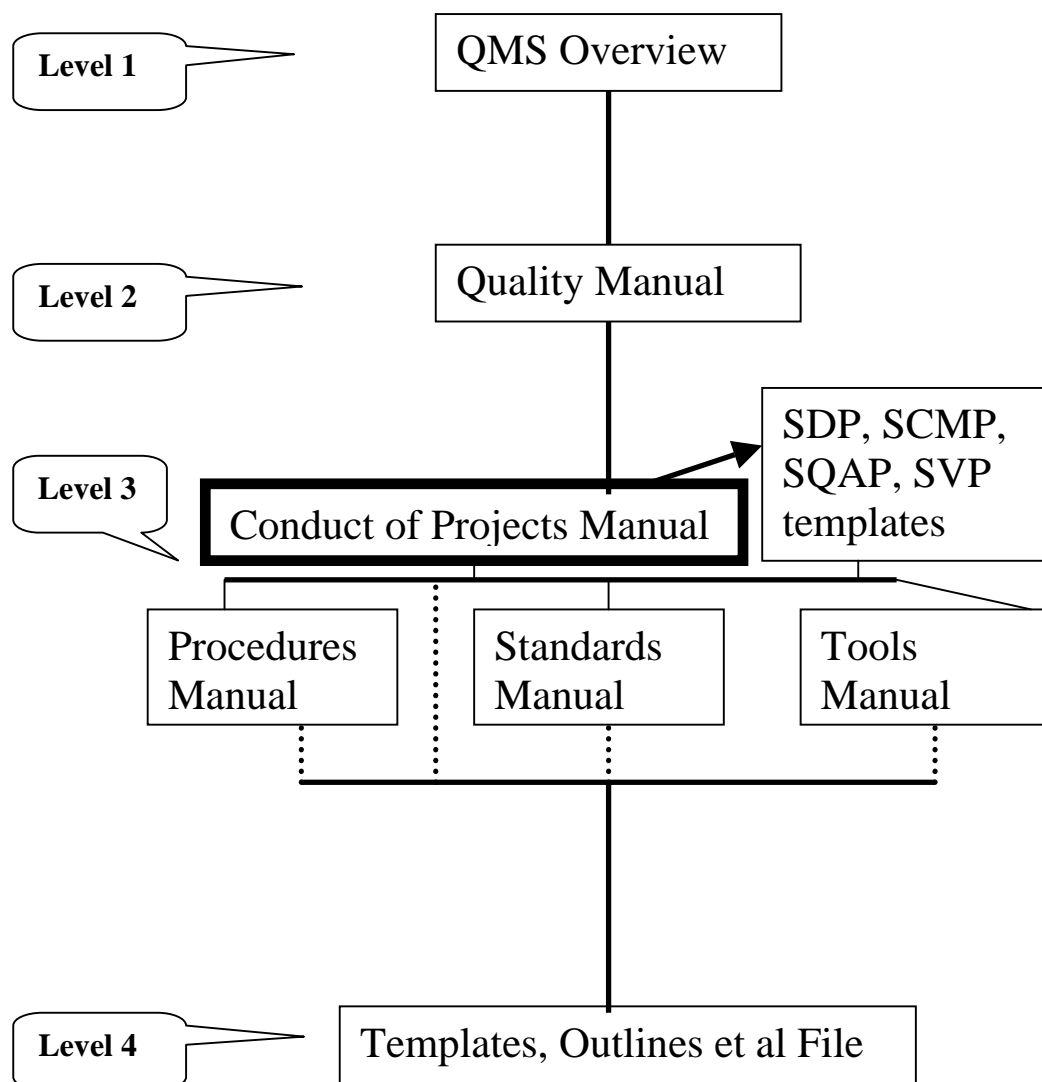 Level 1
QMS Overview
Level 2
Quality Manual
SDP, SCMP,
SQAP, SVP
templates
Level 3
Conduct of Projects Manual
Procedures
Manual
Standards
Manual
Tools
Manual
Level 4
Templates, Outlines et al File